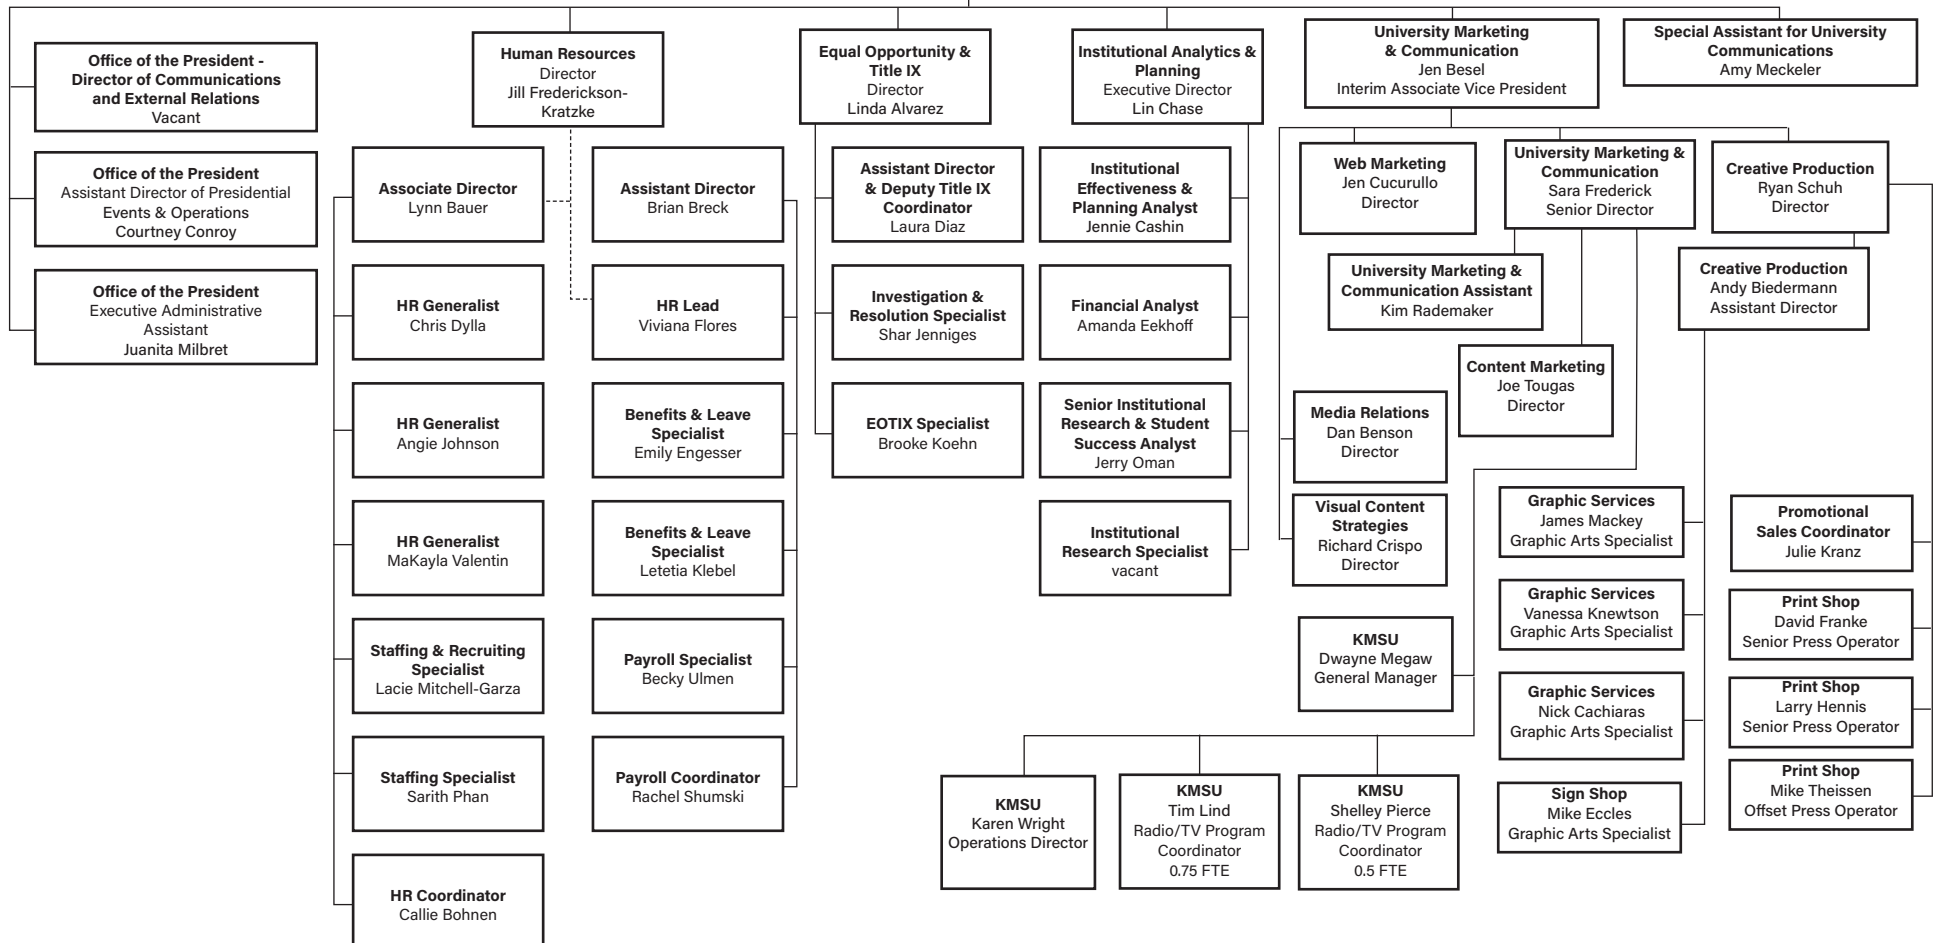 Office of the President -
Director of Communications
and External Relations
Vacant
Office of the President
Assistant Director of Presidential
Events & Operations
Courtney Conroy
Office of the President
Executive Administrative
Assistant
Juanita Milbret
Human Resources
Director
Jill Frederickson-
Kratzke
Associate Director
Lynn Bauer
HR Generalist
Chris Dylla
HR Generalist
Angie Johnson
HR Generalist
MaKayla Valentin
Staffing & Recruiting
Specialist
Lacie Mitchell-Garza
Staffing Specialist
Sarith Phan
HR Coordinator
Callie Bohnen
Assistant Director
Brian Breck
HR Lead
Viviana Flores
Benefits & Leave
Specialist
Emily Engesser
Benefits & Leave
Specialist
Letetia Klebel
Payroll Specialist
Becky Ulmen
Payroll Coordinator
Rachel Shumski
Equal Opportunity &
Title IX
Director
Linda Alvarez
Assistant Director
& Deputy Title IX
Coordinator
Laura Diaz
Investigation &
Resolution Specialist
Shar Jenniges
EOTIX Specialist
Brooke Koehn
Institutional Analytics &
Planning
Executive Director
Lin Chase
Institutional
Effectiveness &
Planning Analyst
Jennie Cashin
Financial Analyst
Amanda Eekhoff
Senior Institutional
Research & Student
Success Analyst
Jerry Oman
Institutional
Research Specialist
vacant
University Marketing
& Communication
Jen Besel
Interim Associate Vice President
Web Marketing
Jen Cucurullo
Director
University Marketing &
Communication
Sara Frederick
Senior Director
University Marketing &
Communication Assistant
Kim Rademaker
Content Marketing
Joe Tougas
Director
Media Relations
Dan Benson
Director
Visual Content
Strategies
Richard Crispo
Director
KMSU
Dwayne Megaw
General Manager
KMSU
Karen Wright
Operations Director
KMSU
Tim Lind
Radio/TV Program
Coordinator
0.75 FTE
KMSU
Shelley Pierce
Radio/TV Program
Coordinator
0.5 FTE
Creative Production
Ryan Schuh
Director
Creative Production
Andy Biedermann
Assistant Director
Graphic Services
James Mackey
Graphic Arts Specialist
Graphic Services
Vanessa Knewtson
Graphic Arts Specialist
Graphic Services
Nick Cachiaras
Graphic Arts Specialist
Sign Shop
Mike Eccles
Graphic Arts Specialist
Promotional
Sales Coordinator
Julie Kranz
Print Shop
David Franke
Senior Press Operator
Print Shop
Larry Hennis
Senior Press Operator
Print Shop
Mike Theissen
Offset Press Operator
Special Assistant for University
Communications
Amy Meckeler